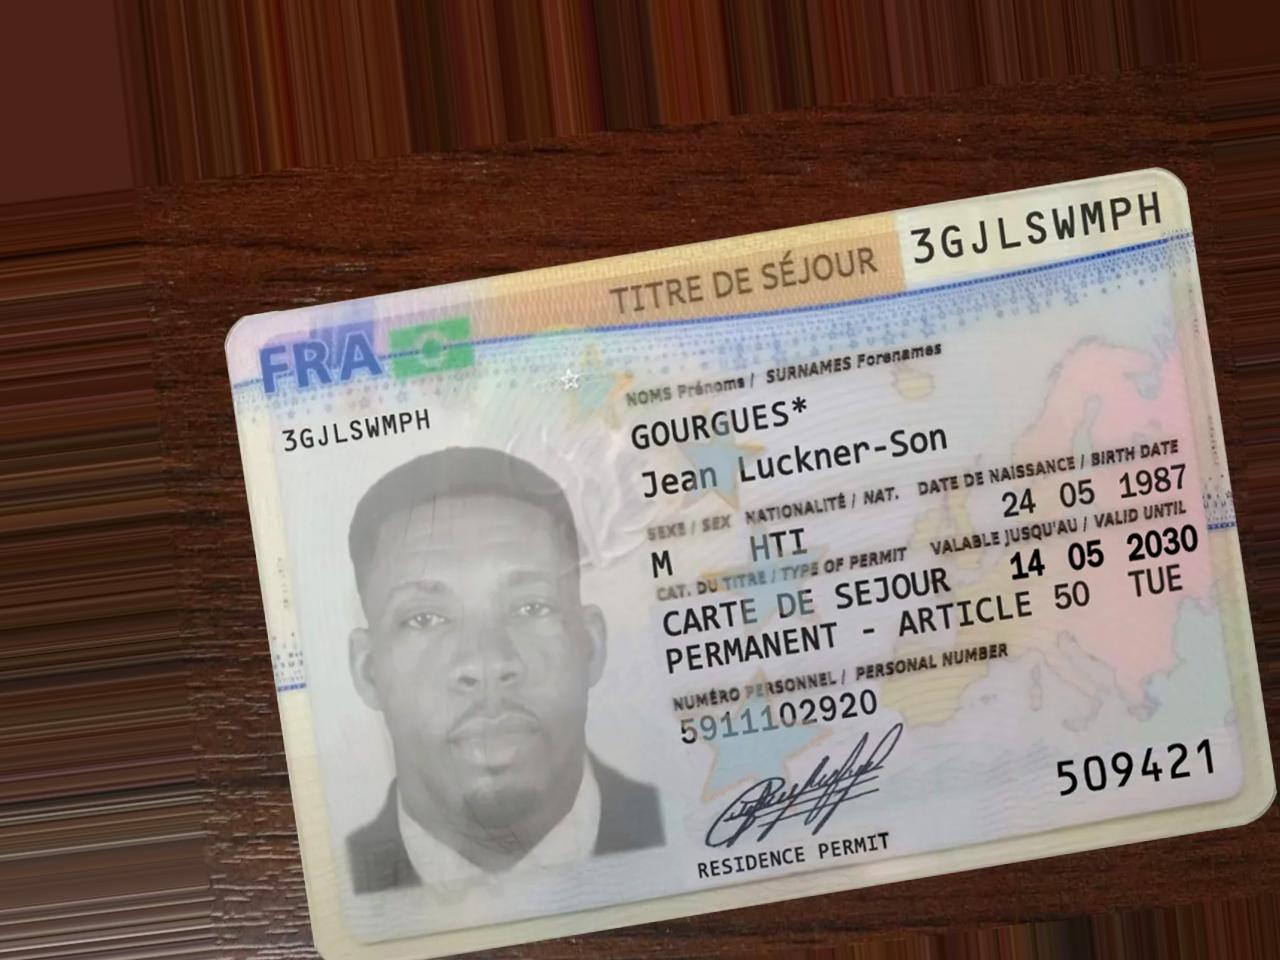 TITRE DE SÉJOUR 3GJLSWMPH
FRA
3GJLSWMPH
NOMS Prénoms / SURNAMES Forenames
GOURGUES*
Jean Luckner-Son
SEXE / SEX NATIONALITÉ / NAT. DATE DE NAISSANCE / BIRTH DATE
M HTI 24 05 1987
CAT. DU TITRE / TYPE OF PERMIT VALABLE JUSQU'AU / VALID UNTIL
CARTE DE SEJOUR 14 05 2030
PERMANENT - ARTICLE 50 TUE
NUMÉRO PERSONNEL / PERSONAL NUMBER
5911102920
509421
RESIDENCE PERMIT